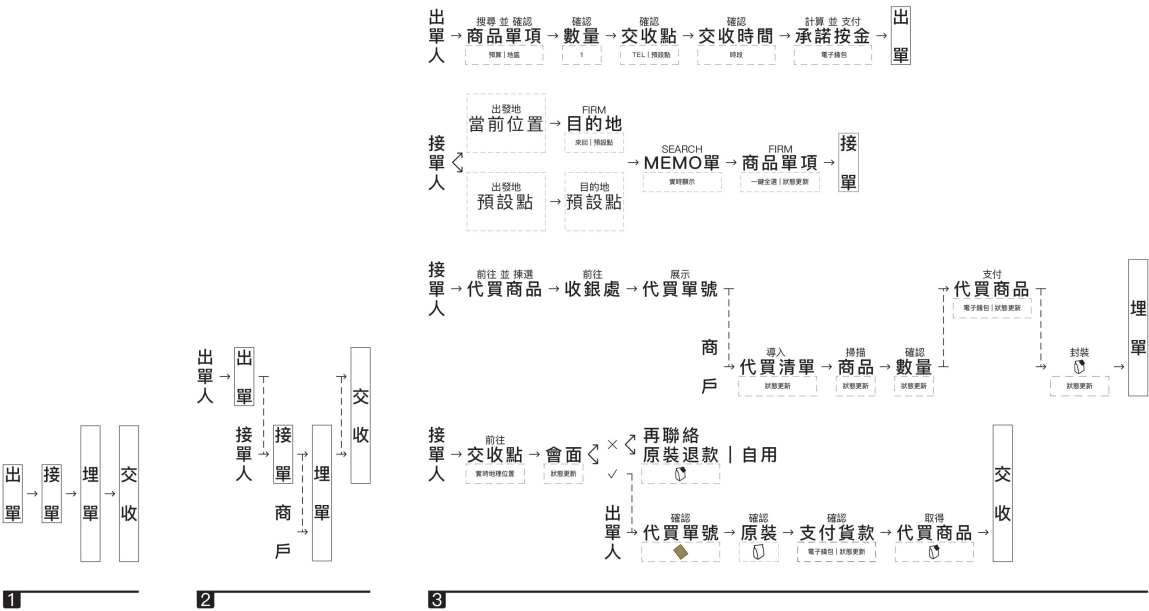 出單 → 接單 → 埋單 → 交收
1
出單人 → 出單
接單人 接單
商戶 埋單
交收
2
搜尋 並 確認 確認 確認 確認 計算 並 支付
出單人 → 商品單項 → 數量 → 交收點 → 交收時間 → 承諾按金 → 出單
預算 | 地區 1 TEL | 預設點 時段 電子錢包
出發地 FIRM
當前位置 → 目的地
來回 | 預設點
接單人
SEARCH FIRM
→ MEMO單 → 商品單項 → 接單
實時顯示 一鍵全選 | 狀態更新
出發地 目的地
預設點 → 預設點
前往 並 揀選 前往 展示 支付
接單人 → 代買商品 → 收銀處 → 代買單號 → 代買商品
電子錢包 | 狀態更新
導入 掃描 確認 封裝
商戶 代買清單 → 商品 → 數量 → 埋單
狀態更新 狀態更新 狀態更新 狀態更新
前往 再聯絡
接單人 → 交收點 → 會面 × 原裝退款 | 自用
實時地理位置 狀態更新 ✓
確認 確認 確認 取得
出單人 → 代買單號 → 原裝 → 支付貨款 → 代買商品 → 交收
電子錢包 | 狀態更新
3